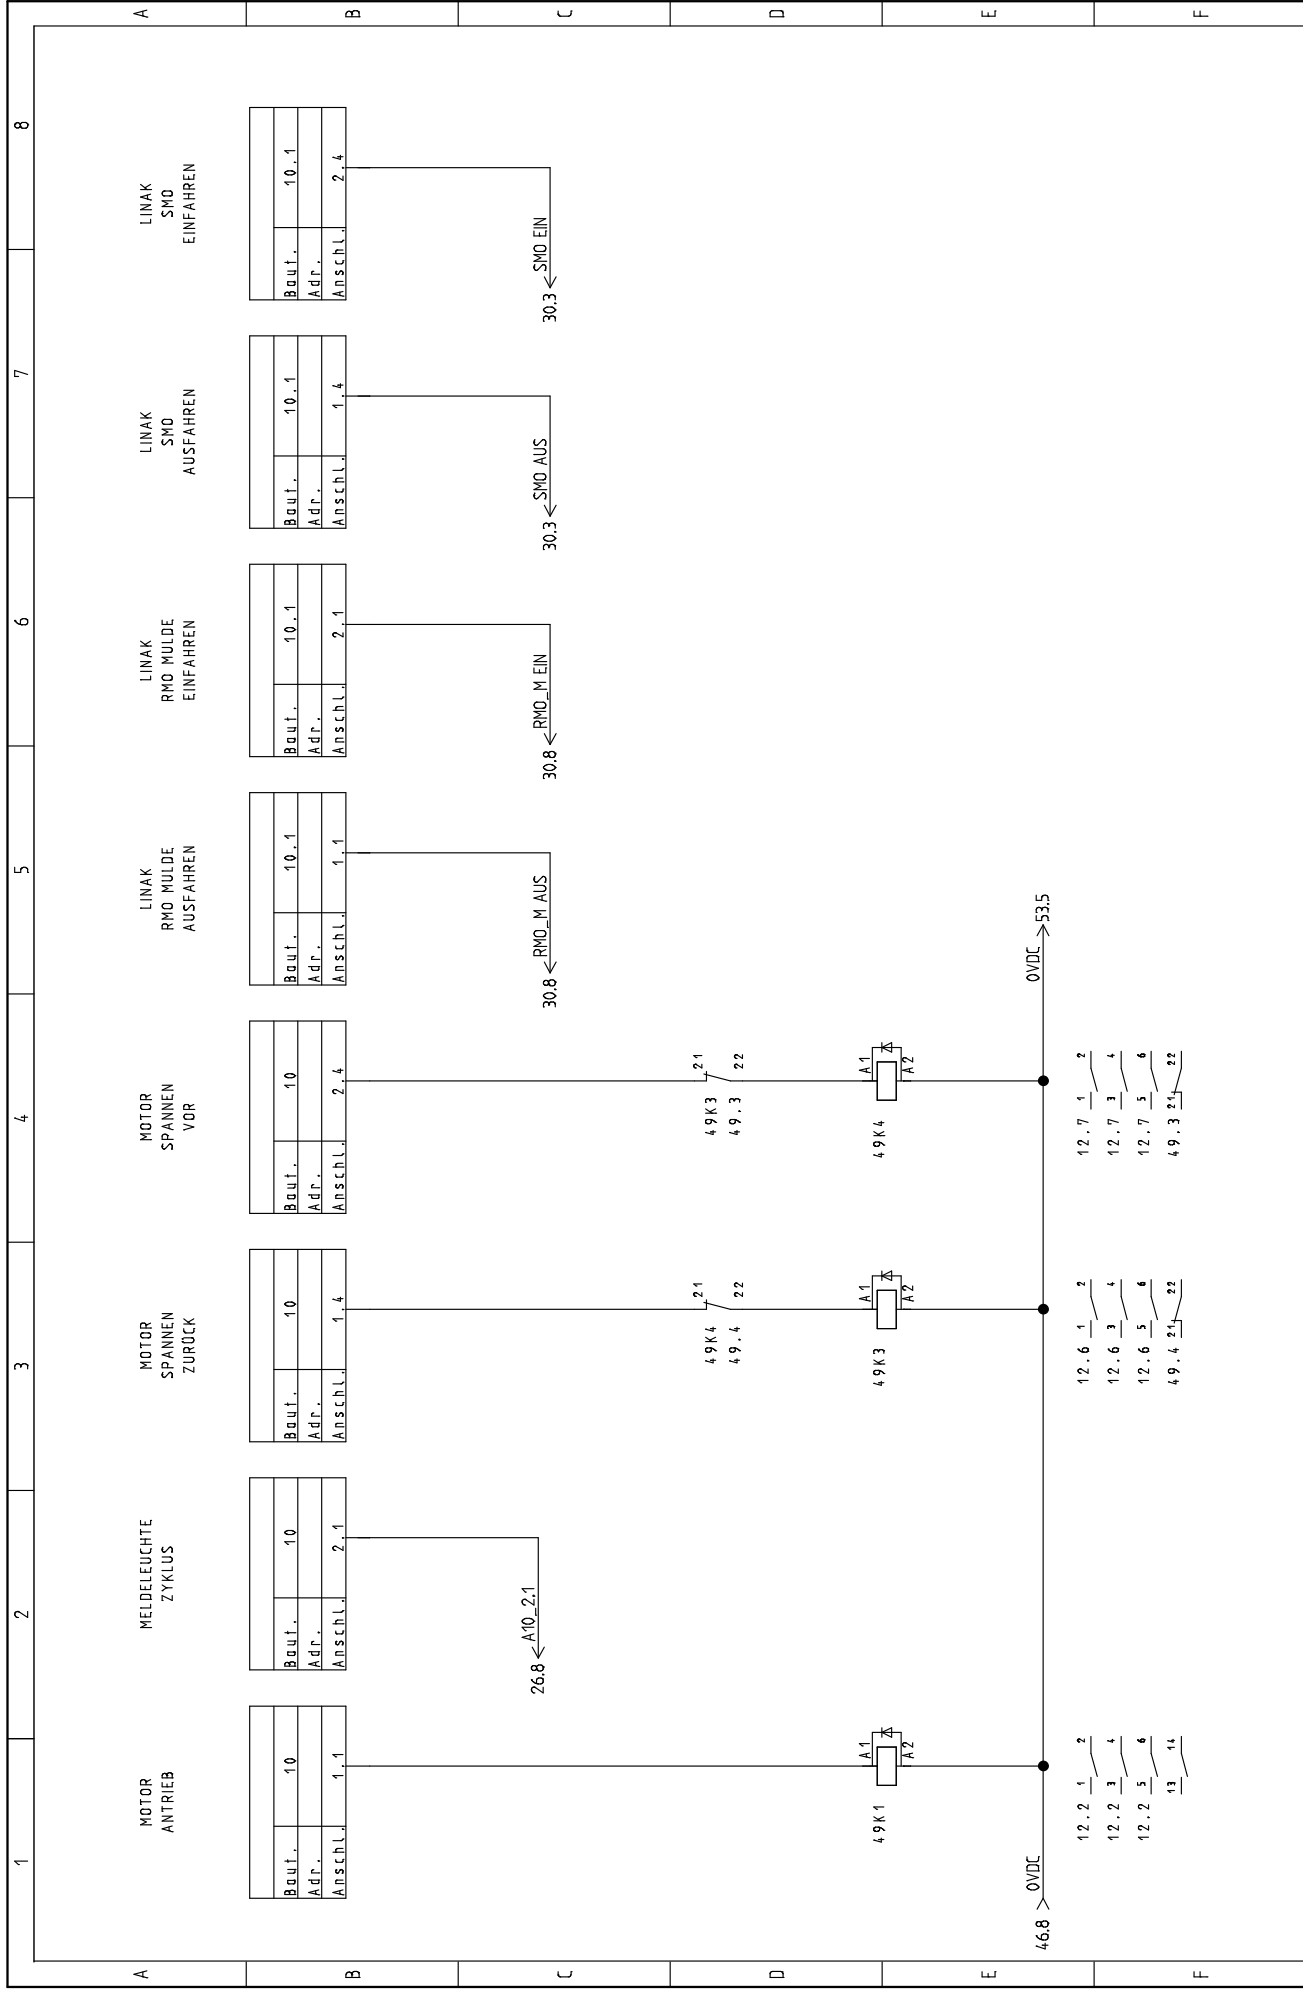 1 2 3 4 5 6 7 8
A
B
C
D
E
F
MOTOR
ANTRIEB
Baut. 10
Adr.
Anschl. 1.1
49K1
A1
A2
46.8 0VDC
12.2 1 2
12.2 3 4
12.2 5 6
13 14
MELDELEUCHTE
ZYKLUS
Baut. 10
Adr.
Anschl. 2.1
26.8 A10_2.1
MOTOR
SPANNEN
ZURÜCK
Baut. 10
Adr.
Anschl. 1.4
49K4 21
49.4 22
49K3
A1
A2
12.6 1 2
12.6 3 4
12.6 5 6
49.4 21 22
MOTOR
SPANNEN
VOR
Baut. 10
Adr.
Anschl. 2.4
49K3 21
49.3 22
49K4
A1
A2
12.7 1 2
12.7 3 4
12.7 5 6
49.3 21 22
LINAK
RMO MULDE
AUSFAHREN
Baut. 10.1
Adr.
Anschl. 1.1
30.8 RMO_M AUS
0VDC 53.5
LINAK
RMO MULDE
EINFAHREN
Baut. 10.1
Adr.
Anschl. 2.1
30.8 RMO_M EIN
LINAK
SMO
AUSFAHREN
Baut. 10.1
Adr.
Anschl. 1.4
30.3 SMO AUS
LINAK
SMO
EINFAHREN
Baut. 10.1
Adr.
Anschl. 2.4
30.3 SMO EIN
A
B
C
D
E
F